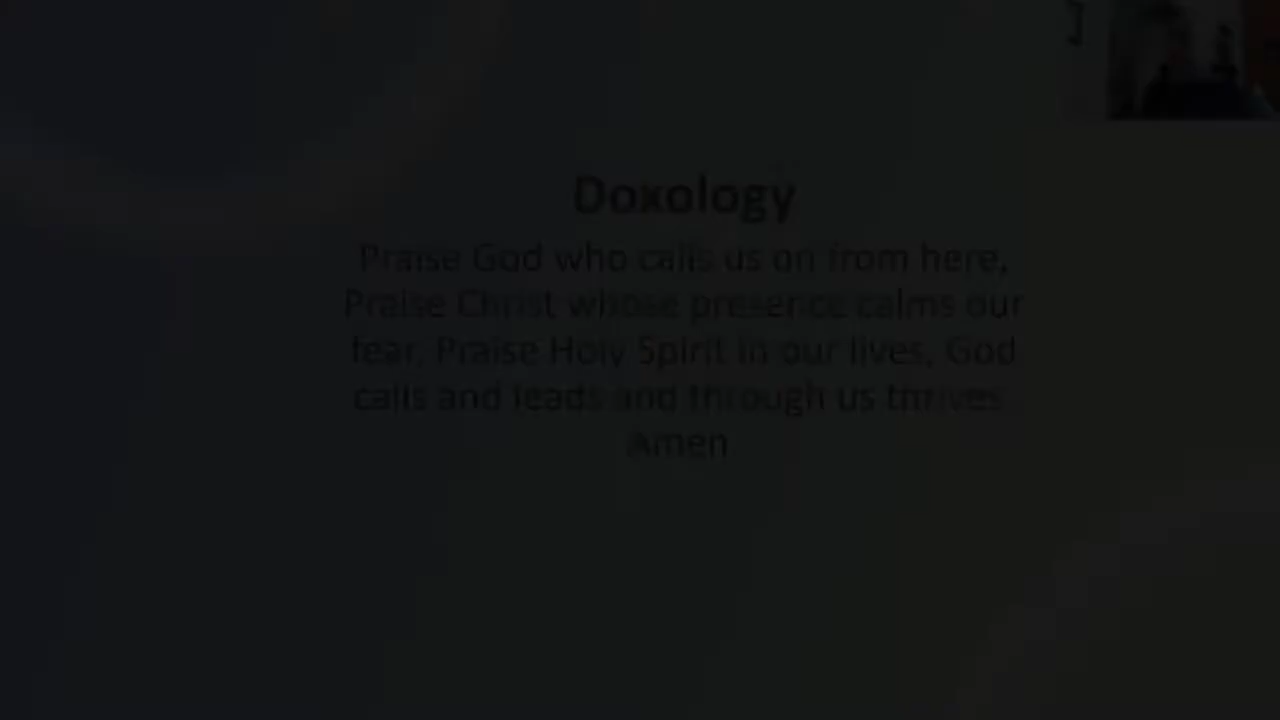 Doxology
Praise God who calls us on from here,
Praise Christ whose presence calms our
fear, Praise Holy Spirit in our lives, God
calls and leads and through us thrives
Amen